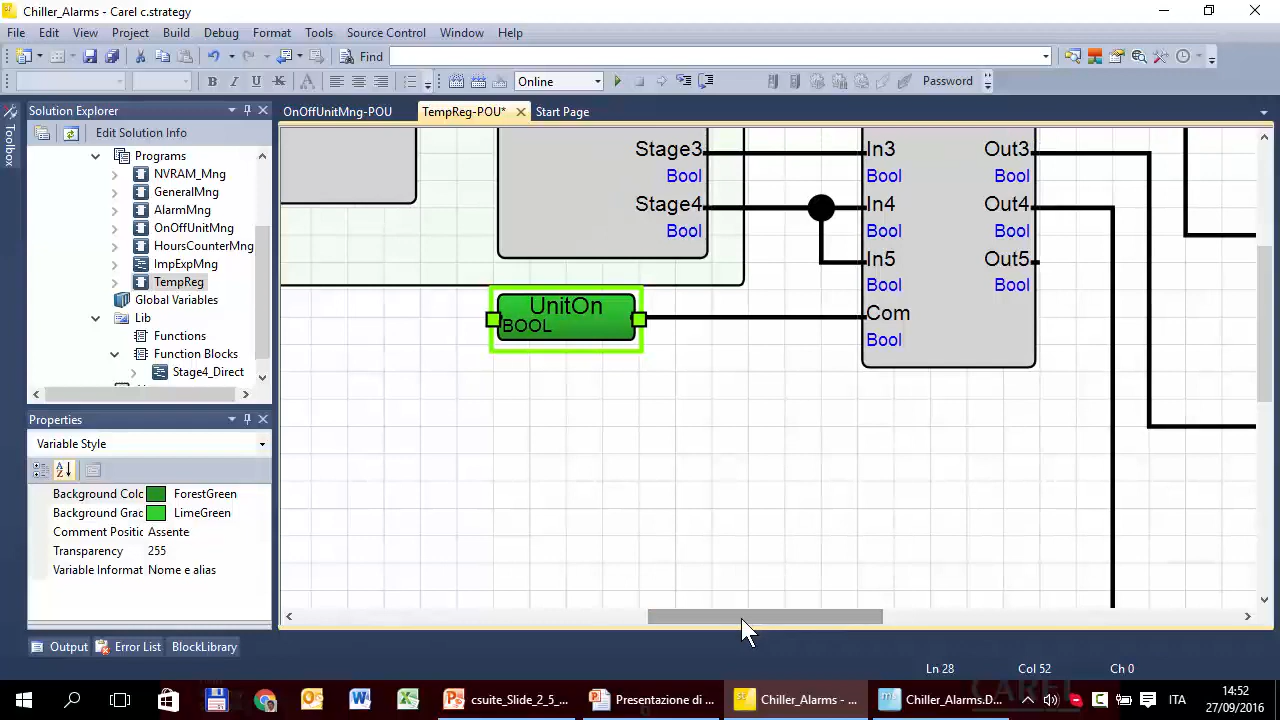 Chiller_Alarms - Carel c.strategy
File Edit View Project Build Debug Format Tools Source Control Window Help
Find
B I U K A Online Password
Toolbox
Solution Explorer
Edit Solution Info
Programs
NVRAM_Mng
GeneralMng
AlarmMng
OnOffUnitMng
HoursCounterMng
ImpExpMng
TempReg
Global Variables
Lib
Functions
Function Blocks
Stage4_Direct
Properties
Variable Style
Background Colo ForestGreen
Background Grac LimeGreen
Comment Positic Assente
Transparency 255
Variable Informat Nome e alias
OnOffUnitMng-POU TempReg-POU* Start Page
Stage3 In3 Out3
Bool Bool Bool
Stage4 In4 Out4
Bool Bool Bool
In5 Out5
Bool Bool
UnitOn
BOOL
Com
Bool
Output Error List BlockLibrary
Ln 28 Col 52 Ch 0
csuite_Slide_2_5_... Presentazione di ... Chiller_Alarms - ... Chiller_Alarms.D... ITA 14:52
27/09/2016